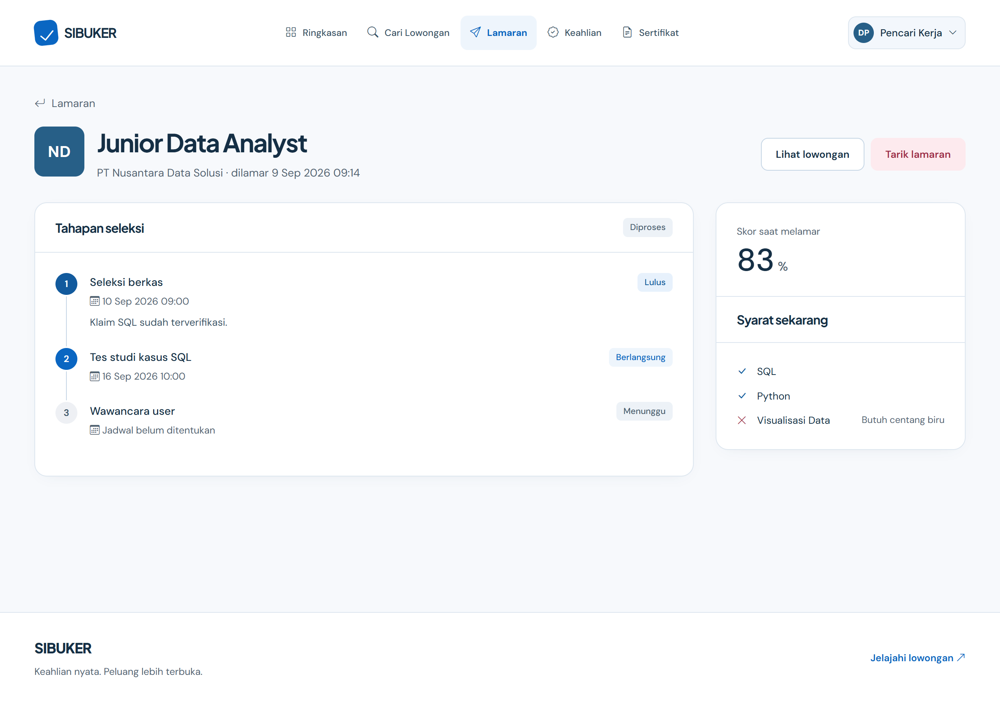 SIBUKER
Ringkasan
Cari Lowongan
Lamaran
Keahlian
Sertifikat
DP
Pencari Kerja
Lamaran
ND
Junior Data Analyst
PT Nusantara Data Solusi · dilamar 9 Sep 2026 09:14
Lihat lowongan
Tarik lamaran
Tahapan seleksi
Diproses
1
Seleksi berkas
Lulus
10 Sep 2026 09:00
Klaim SQL sudah terverifikasi.
2
Tes studi kasus SQL
Berlangsung
16 Sep 2026 10:00
3
Wawancara user
Menunggu
Jadwal belum ditentukan
Skor saat melamar
83 %
Syarat sekarang
SQL
Python
Visualisasi Data
Butuh centang biru
SIBUKER
Keahlian nyata. Peluang lebih terbuka.
Jelajahi lowongan